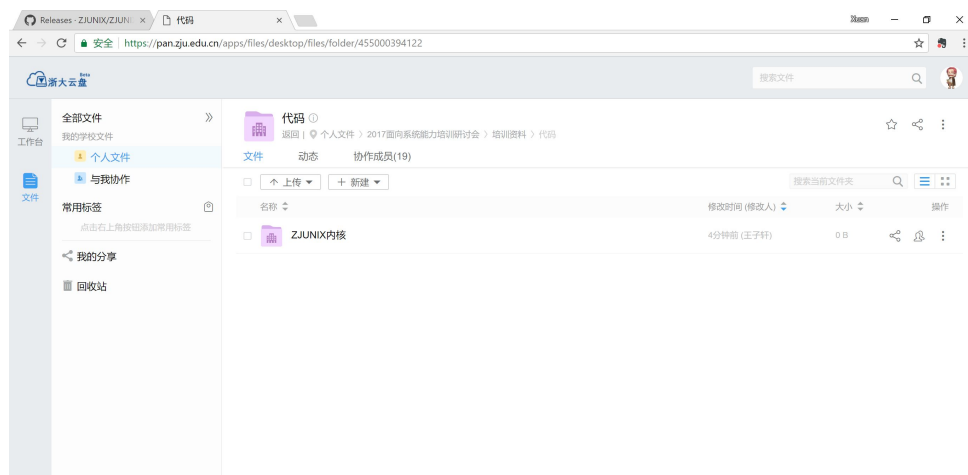 Releases · ZJUNIX/ZJUNI
代码
Xuan
安全 | https://pan.zju.edu.cn/apps/files/desktop/files/folder/455000394122
浙大云盘 Beta
搜索文件
工作台
文件
全部文件
我的学校文件
个人文件
与我协作
常用标签
点击右上角按钮添加常用标签
我的分享
回收站
代码
返回 | 个人文件 > 2017面向系统能力培训研讨会 > 培训资料 > 代码
文件 动态 协作成员(19)
上传 新建 搜索当前文件夹
名称 修改时间 (修改人) 大小 操作
ZJUNIX内核 4分钟前 (王子轩) 0 B